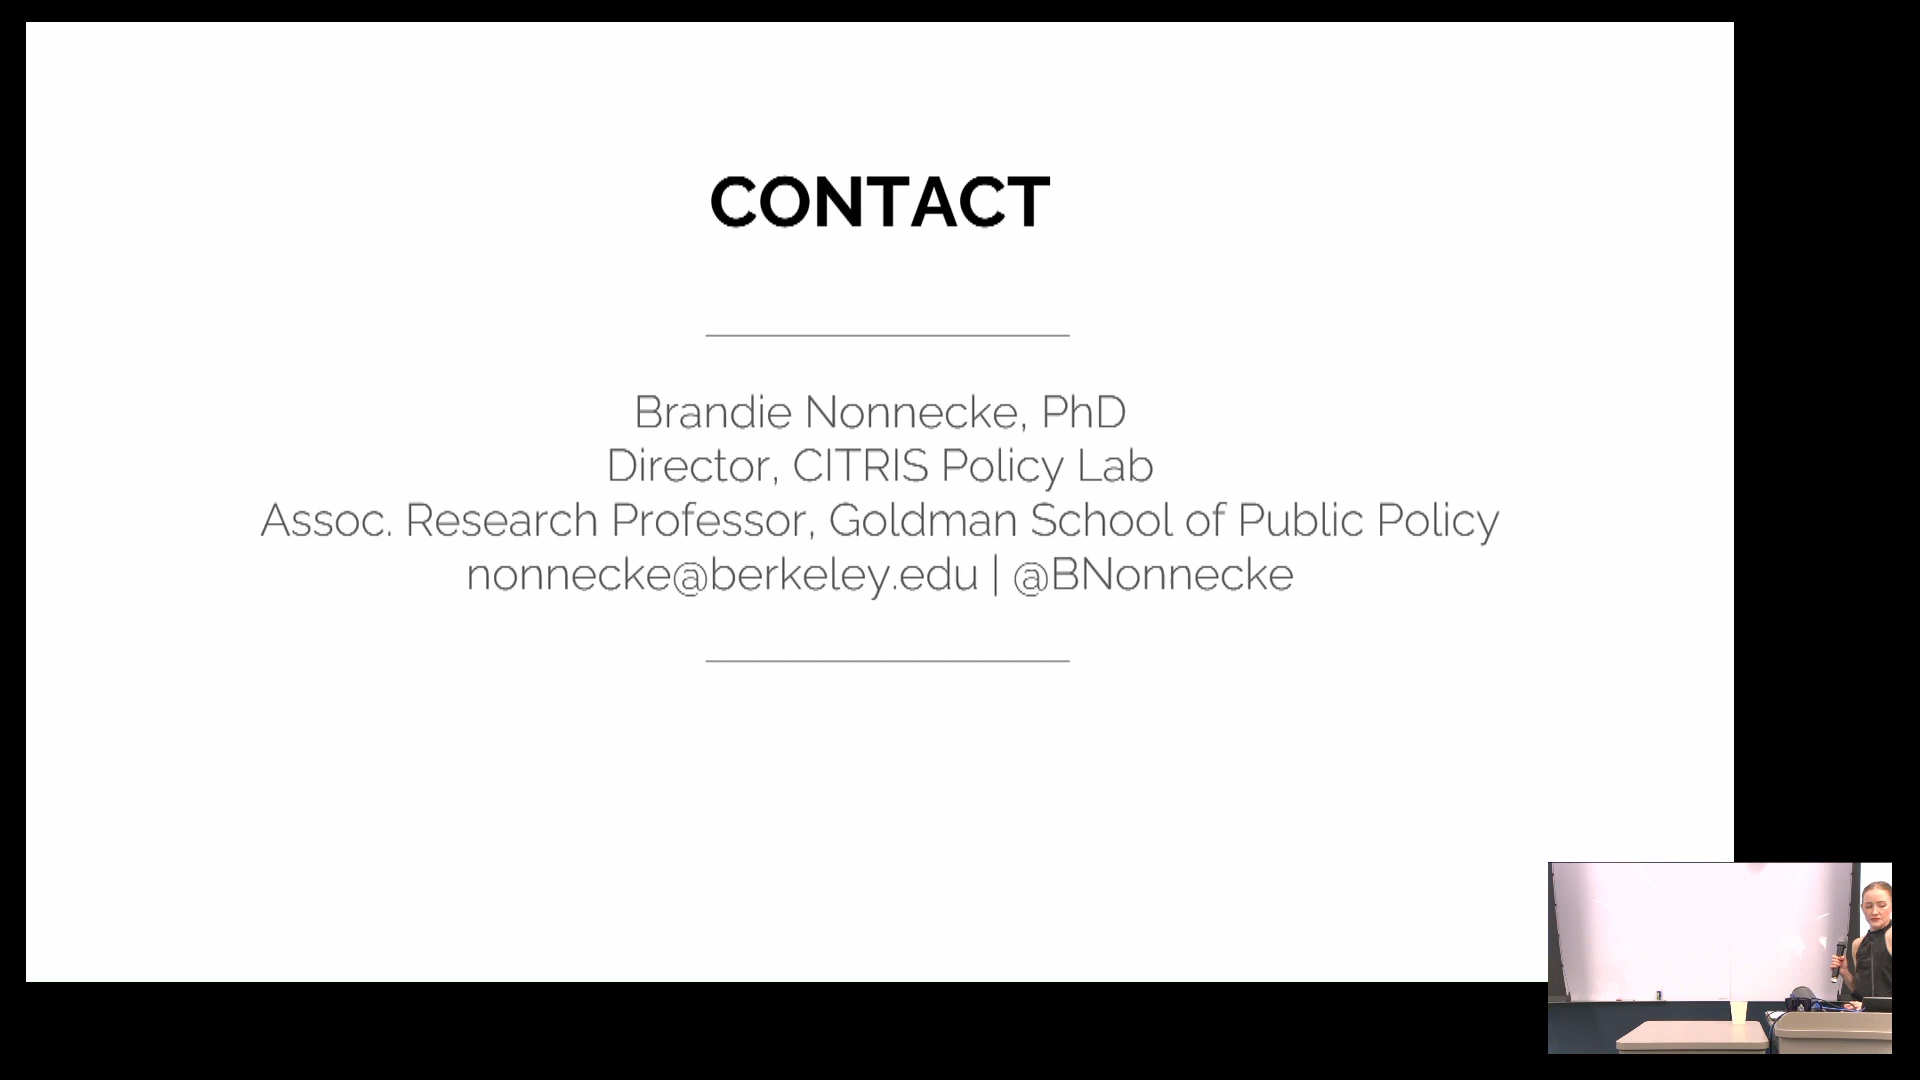 CONTACT
Brandie Nonnecke, PhD
Director, CITRIS Policy Lab
Assoc. Research Professor, Goldman School of Public Policy
nonnecke@berkeley.edu | @BNonnecke